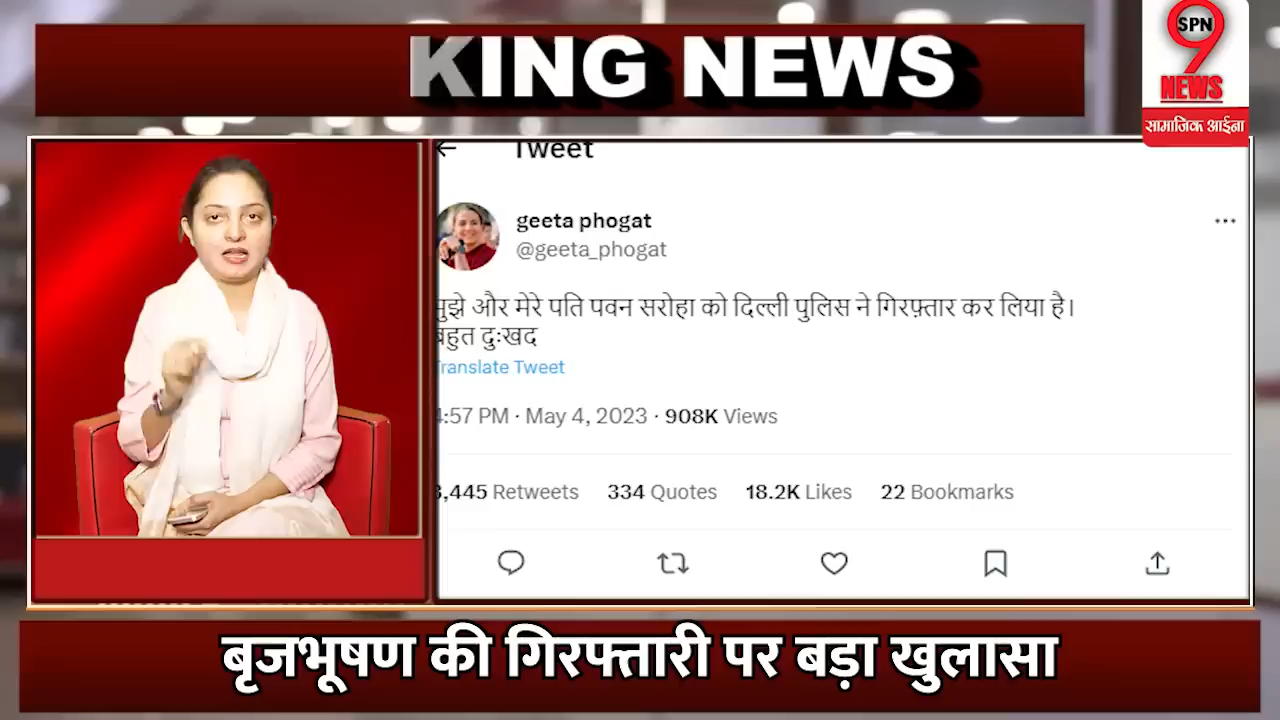 KING NEWS
SPN
9
NEWS
सामाजिक आईना
Tweet
geeta phogat
@geeta_phogat
मुझे और मेरे पति पवन सरोहा को दिल्ली पुलिस ने गिरफ़्तार कर लिया है।
बहुत दुःखद
Translate Tweet
4:57 PM · May 4, 2023 · 908K Views
3,445 Retweets 334 Quotes 18.2K Likes 22 Bookmarks
बृजभूषण की गिरफ्तारी पर बड़ा खुलासा